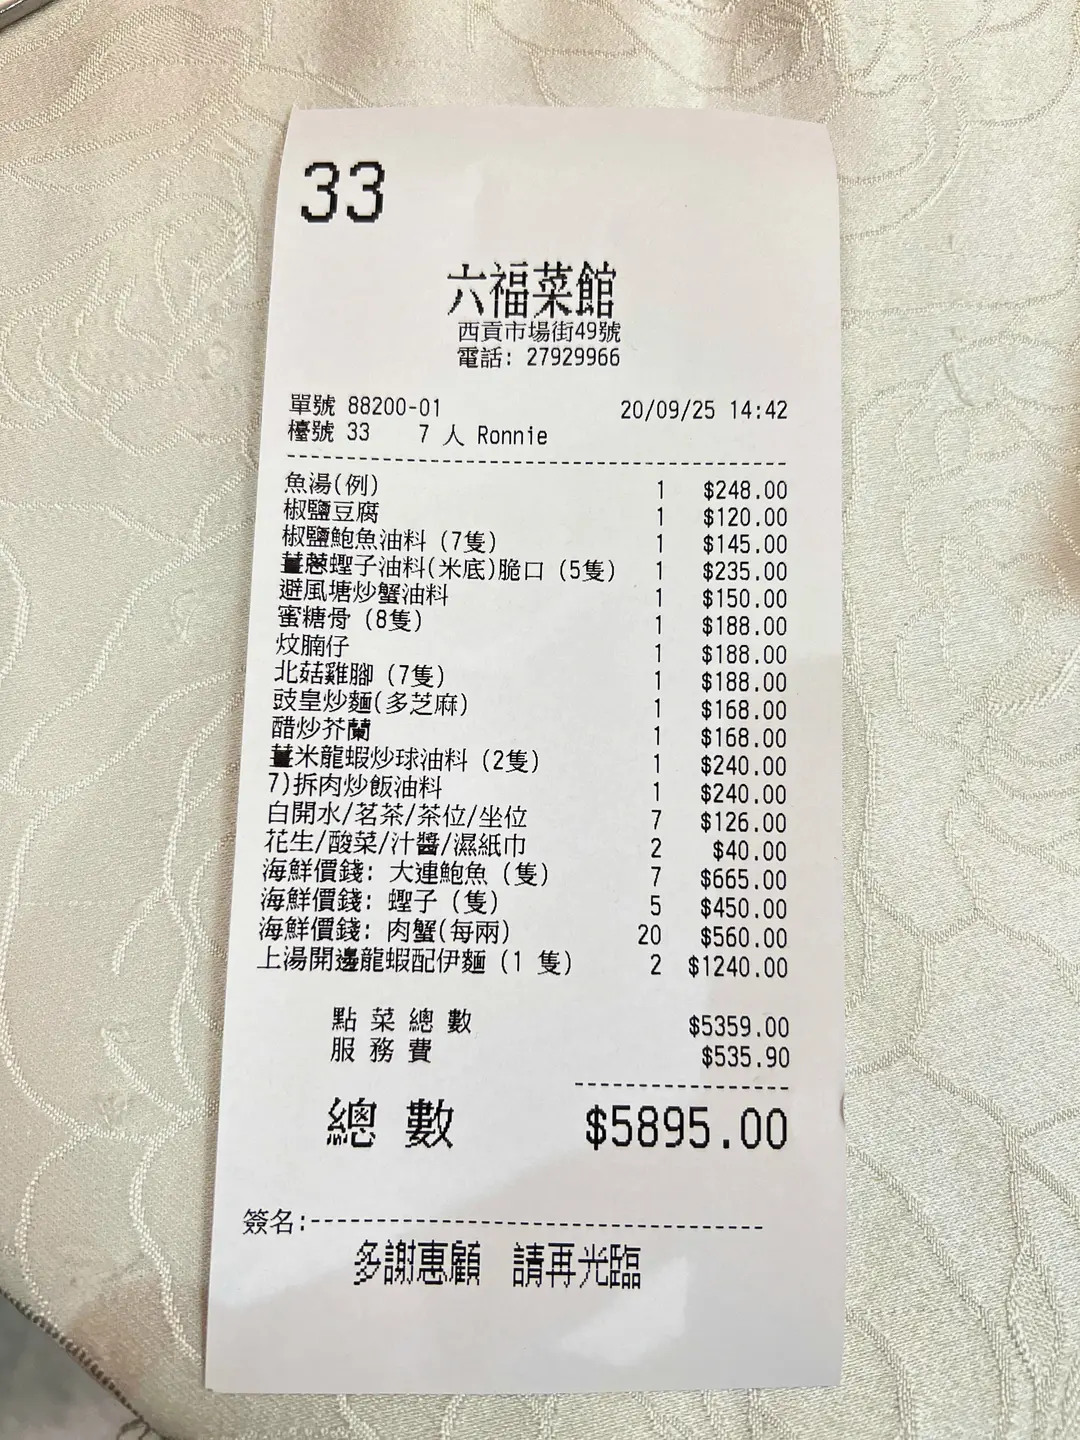 33
六福菜館
西貢市場街49號
電話: 27929966
單號 88200-01 20/09/25 14:42
檯號 33 7 人 Ronnie
魚湯(例) 1 $248.00
椒鹽豆腐 1 $120.00
椒鹽鮑魚油料 (7隻) 1 $145.00
薑蔥蟶子油料(米底)脆口 (5隻) 1 $235.00
避風塘炒蟹油料 1 $150.00
蜜糖骨 (8隻) 1 $188.00
炆腩仔 1 $188.00
北菇雞腳 (7隻) 1 $188.00
豉皇炒麵(多芝麻) 1 $168.00
醋炒芥蘭 1 $168.00
薑米龍蝦炒球油料 (2隻) 1 $240.00
7)拆肉炒飯油料 1 $240.00
白開水/茗茶/茶位/坐位 7 $126.00
花生/酸菜/汁醬/濕紙巾 2 $40.00
海鮮價錢: 大連鮑魚 (隻) 7 $665.00
海鮮價錢: 蟶子 (隻) 5 $450.00
海鮮價錢: 肉蟹(每兩) 20 $560.00
上湯開邊龍蝦配伊麵 (1 隻) 2 $1240.00
點菜總數 $5359.00
服務費 $535.90
總數 $5895.00
簽名:
多謝惠顧 請再光臨